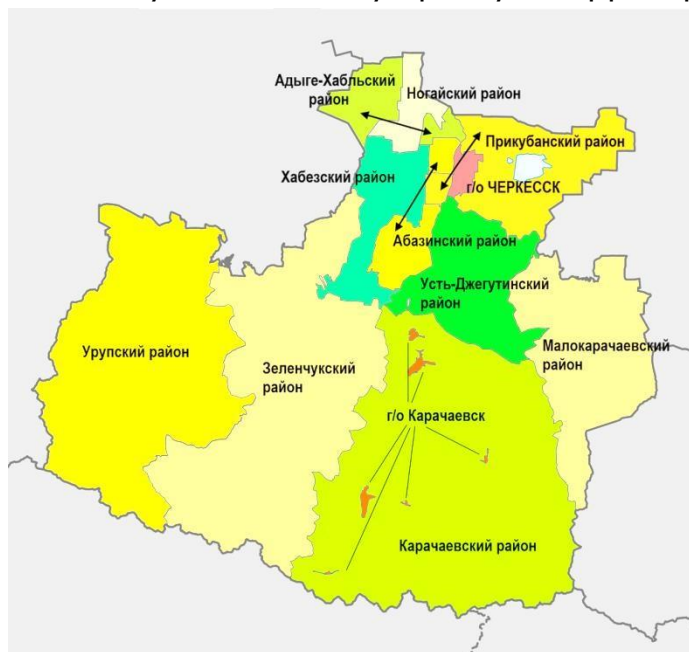 Адыге-Хабльский
район
Ногайский район
Прикубанский район
Хабезский район
г/о ЧЕРКЕССК
Абазинский район
Усть-Джегутинский
район
Урупский район
Зеленчукский
район
Малокарачаевский
район
г/о Карачаевск
Карачаевский район